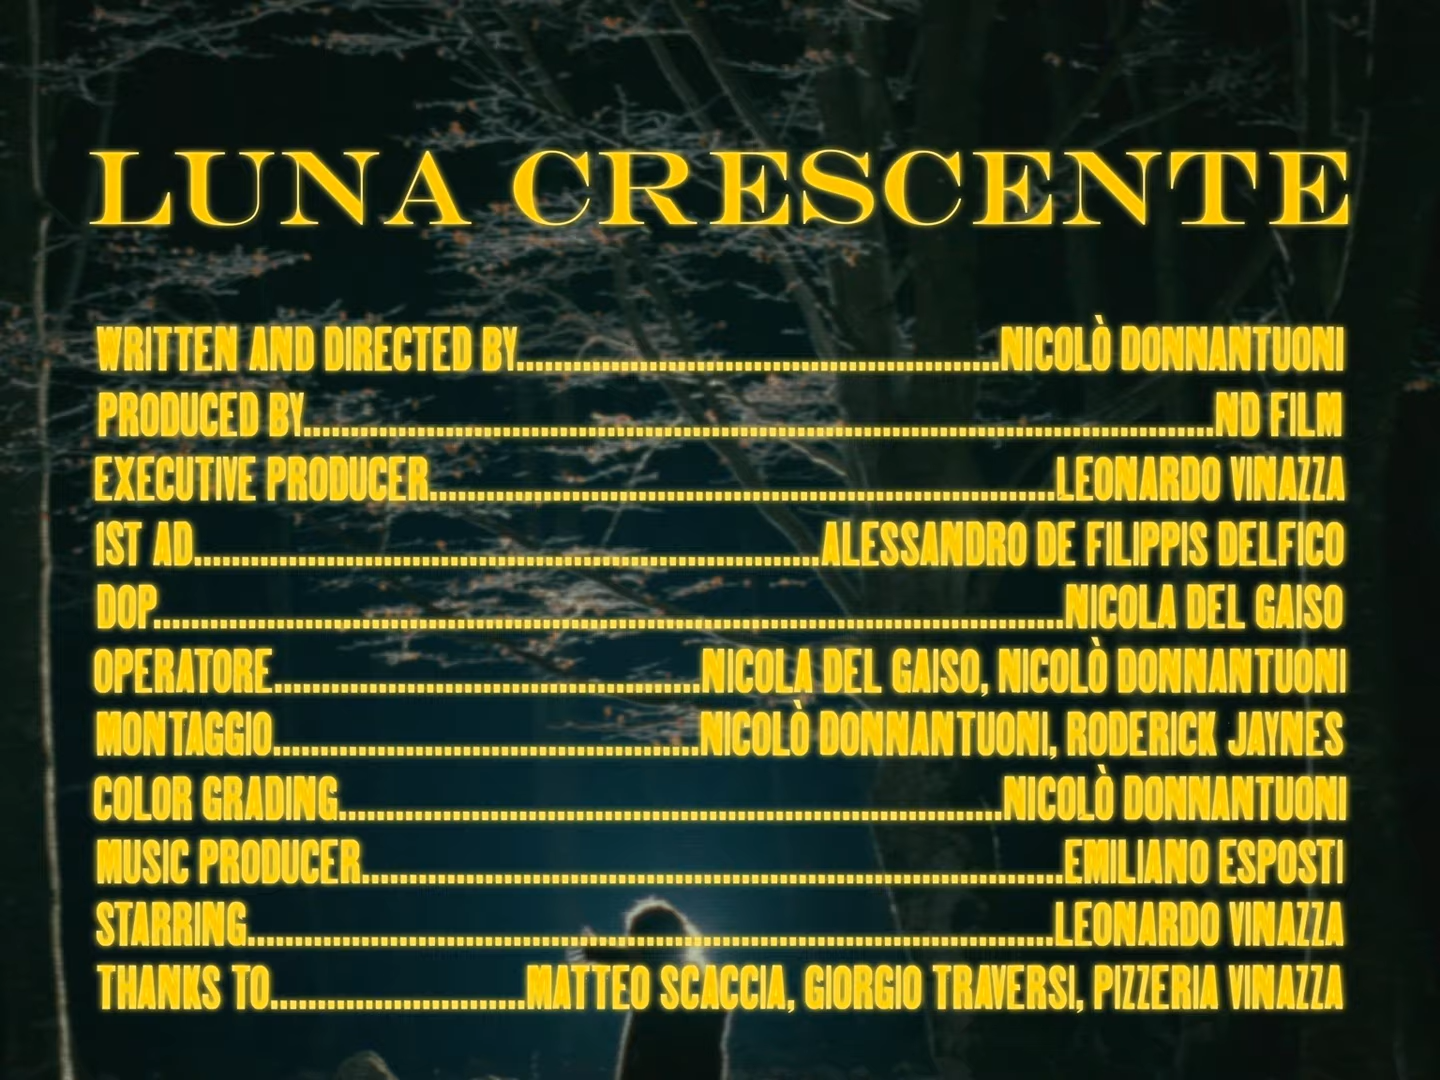 LUNA CRESCENTE
WRITTEN AND DIRECTED BY..................................................NICOLÒ DONNANTUONI
PRODUCED BY..................................................ND FILM
EXECUTIVE PRODUCER..................................................LEONARDO VINAZZA
1ST AD..................................................ALESSANDRO DE FILIPPIS DELFICO
DOP..................................................NICOLA DEL GAISO
OPERATORE..................................................NICOLA DEL GAISO, NICOLÒ DONNANTUONI
MONTAGGIO..................................................NICOLÒ DONNANTUONI, RODERICK JAYNES
COLOR GRADING..................................................NICOLÒ DONNANTUONI
MUSIC PRODUCER..................................................EMILIANO ESPOSTI
STARRING..................................................LEONARDO VINAZZA
THANKS TO...........................MATTEO SCACCIA, GIORGIO TRAVERSI, PIZZERIA VINAZZA